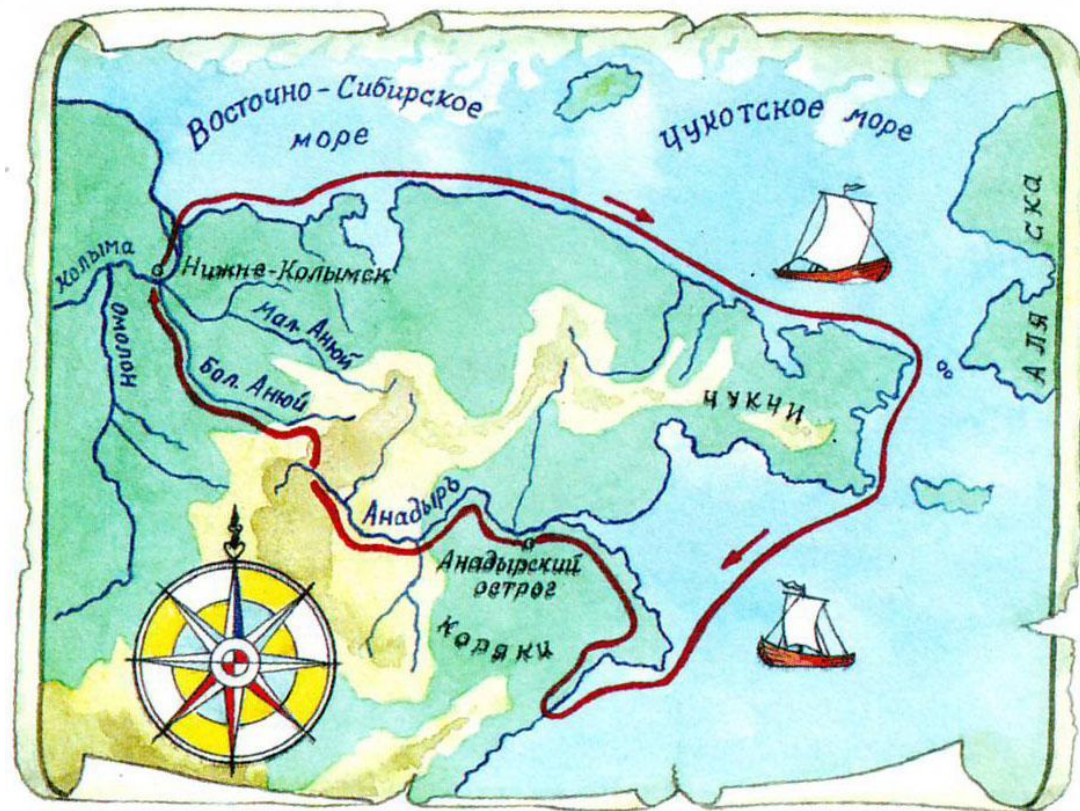 Восточно-Сибирское
море
Чукотское море
Аляска
Колыма
Нижне-Колымск
Омолон
Мал. Анюй
Бол. Анюй
Чукчи
Анадырь
Анадырский
острог
Коряки